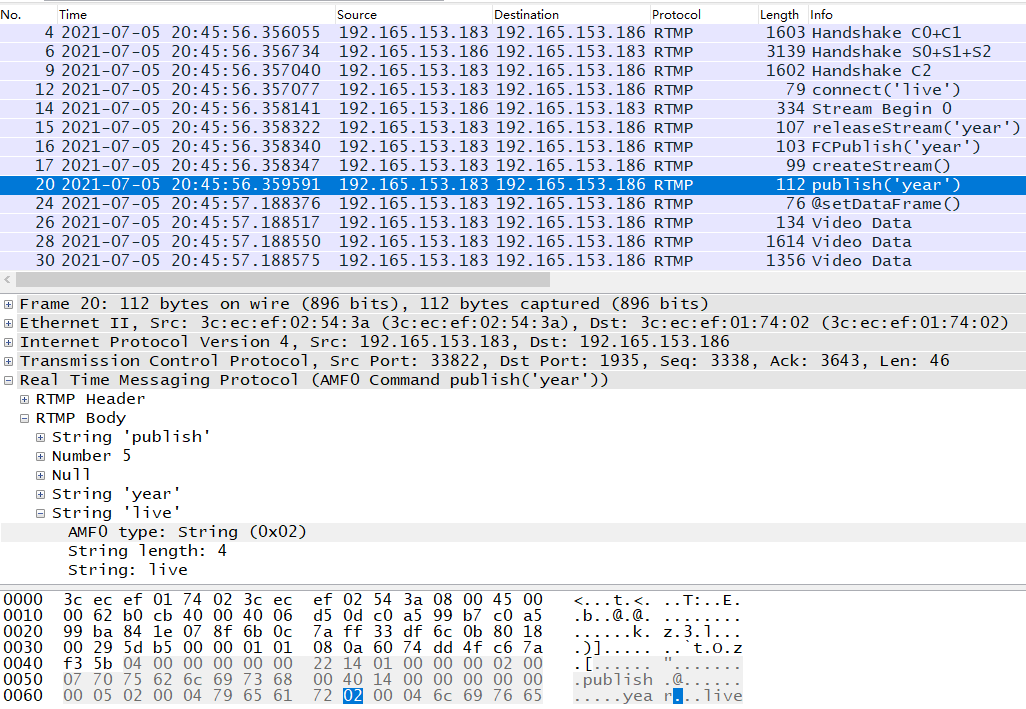 No. Time Source Destination Protocol Length Info
4 2021-07-05 20:45:56.356055 192.165.153.183 192.165.153.186 RTMP 1603 Handshake C0+C1
6 2021-07-05 20:45:56.356734 192.165.153.186 192.165.153.183 RTMP 3139 Handshake S0+S1+S2
9 2021-07-05 20:45:56.357040 192.165.153.183 192.165.153.186 RTMP 1602 Handshake C2
12 2021-07-05 20:45:56.357077 192.165.153.183 192.165.153.186 RTMP 79 connect('live')
14 2021-07-05 20:45:56.358141 192.165.153.186 192.165.153.183 RTMP 334 Stream Begin 0
15 2021-07-05 20:45:56.358322 192.165.153.183 192.165.153.186 RTMP 107 releaseStream('year')
16 2021-07-05 20:45:56.358340 192.165.153.183 192.165.153.186 RTMP 103 FCPublish('year')
17 2021-07-05 20:45:56.358347 192.165.153.183 192.165.153.186 RTMP 99 createStream()
20 2021-07-05 20:45:56.359591 192.165.153.183 192.165.153.186 RTMP 112 publish('year')
24 2021-07-05 20:45:57.188376 192.165.153.183 192.165.153.186 RTMP 76 @setDataFrame()
26 2021-07-05 20:45:57.188517 192.165.153.183 192.165.153.186 RTMP 134 Video Data
28 2021-07-05 20:45:57.188550 192.165.153.183 192.165.153.186 RTMP 1614 Video Data
30 2021-07-05 20:45:57.188575 192.165.153.183 192.165.153.186 RTMP 1356 Video Data
Frame 20: 112 bytes on wire (896 bits), 112 bytes captured (896 bits)
Ethernet II, Src: 3c:ec:ef:02:54:3a (3c:ec:ef:02:54:3a), Dst: 3c:ec:ef:01:74:02 (3c:ec:ef:01:74:02)
Internet Protocol Version 4, Src: 192.165.153.183, Dst: 192.165.153.186
Transmission Control Protocol, Src Port: 33822, Dst Port: 1935, Seq: 3338, Ack: 3643, Len: 46
Real Time Messaging Protocol (AMF0 Command publish('year'))
RTMP Header
RTMP Body
String 'publish'
Number 5
Null
String 'year'
String 'live'
AMF0 type: String (0x02)
String length: 4
String: live
0000 3c ec ef 01 74 02 3c ec ef 02 54 3a 08 00 45 00 <...t.<. ..T:..E.
0010 00 62 b0 cb 40 00 40 06 d5 0d c0 a5 99 b7 c0 a5 .b..@.@. ........
0020 99 ba 84 1e 07 8f 6b 0c 7a ff 33 df 6c 0b 80 18 ......k. z.3.l...
0030 00 29 5d b5 00 00 01 01 08 0a 60 74 dd 4f c6 7a .)]..... ..`t.O.z
0040 f3 5b 04 00 00 00 00 00 22 14 01 00 00 00 02 00 .[...... ".......
0050 07 70 75 62 6c 69 73 68 00 40 14 00 00 00 00 00 .publish .@......
0060 00 05 02 00 04 79 65 61 72 02 00 04 6c 69 76 65 .....yea r...live